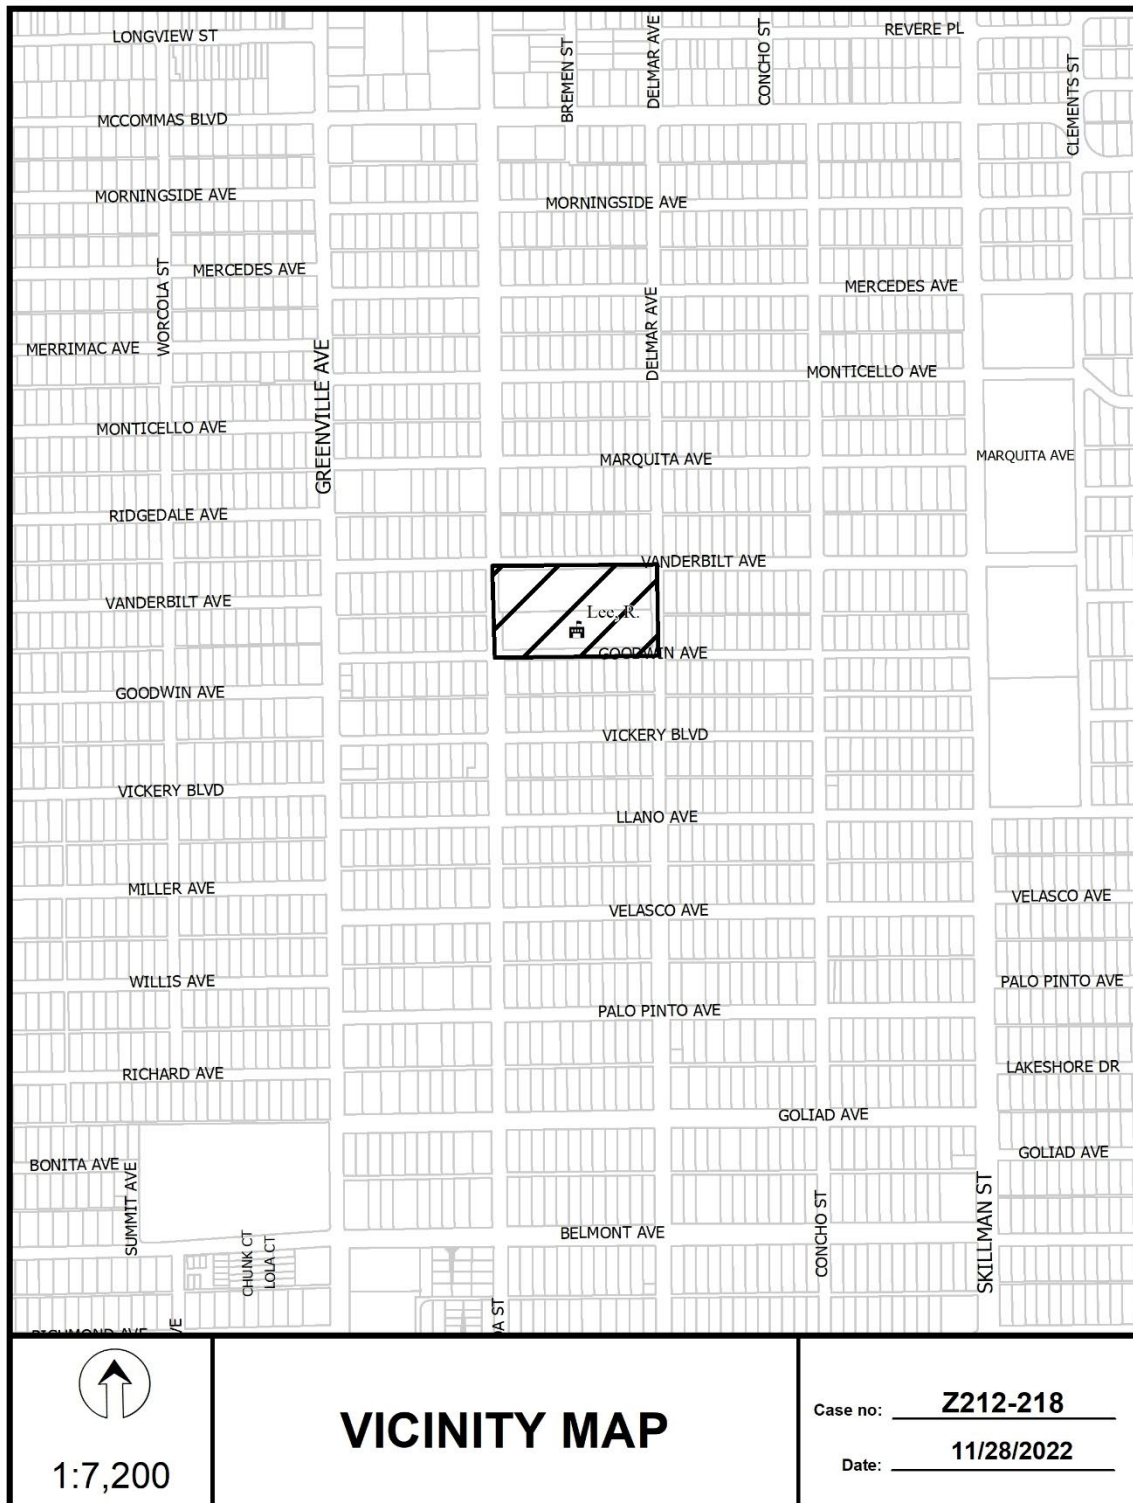 LONGVIEW ST
BREMEN ST
DELMAR AVE
CONCHO ST
REVERE PL
CLEMENTS ST
MCCOMMAS BLVD
MORNINGSIDE AVE
MORNINGSIDE AVE
WORCOLA ST
MERCEDES AVE
DELMAR AVE
MERCEDES AVE
MERRIMAC AVE
GREENVILLE AVE
MONTICELLO AVE
MONTICELLO AVE
MARQUITA AVE
MARQUITA AVE
RIDGEDALE AVE
VANDERBILT AVE
VANDERBILT AVE
Lee, R.
GOODWIN AVE
GOODWIN AVE
VICKERY BLVD
VICKERY BLVD
LLANO AVE
MILLER AVE
VELASCO AVE
VELASCO AVE
WILLIS AVE
PALO PINTO AVE
PALO PINTO AVE
RICHARD AVE
LAKESHORE DR
GOLIAD AVE
BONITA AVE
SUMMIT AVE
GOLIAD AVE
CHUNK CT
LOLA CT
BELMONT AVE
CONCHO ST
SKILLMAN ST
RICHMOND AVE
VE
DA ST
1:7,200
VICINITY MAP
Case no: Z212-218
Date: 11/28/2022